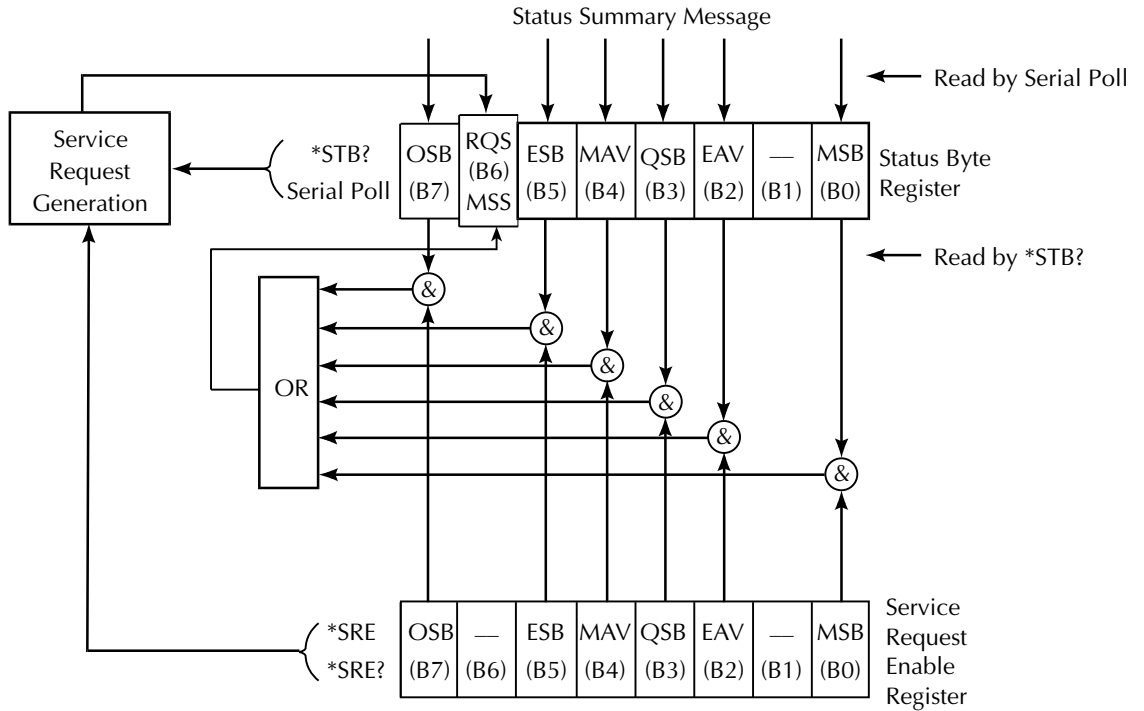 Status Summary Message
Read by Serial Poll
Service
Request
Generation
*STB?
Serial Poll
OSB
(B7)
RQS
(B6)
MSS
ESB
(B5)
MAV
(B4)
QSB
(B3)
EAV
(B2)
—
(B1)
MSB
(B0)
Status Byte
Register
Read by *STB?
&
&
&
&
&
&
OR
*SRE
*SRE?
OSB
(B7)
—
(B6)
ESB
(B5)
MAV
(B4)
QSB
(B3)
EAV
(B2)
—
(B1)
MSB
(B0)
Service
Request
Enable
Register